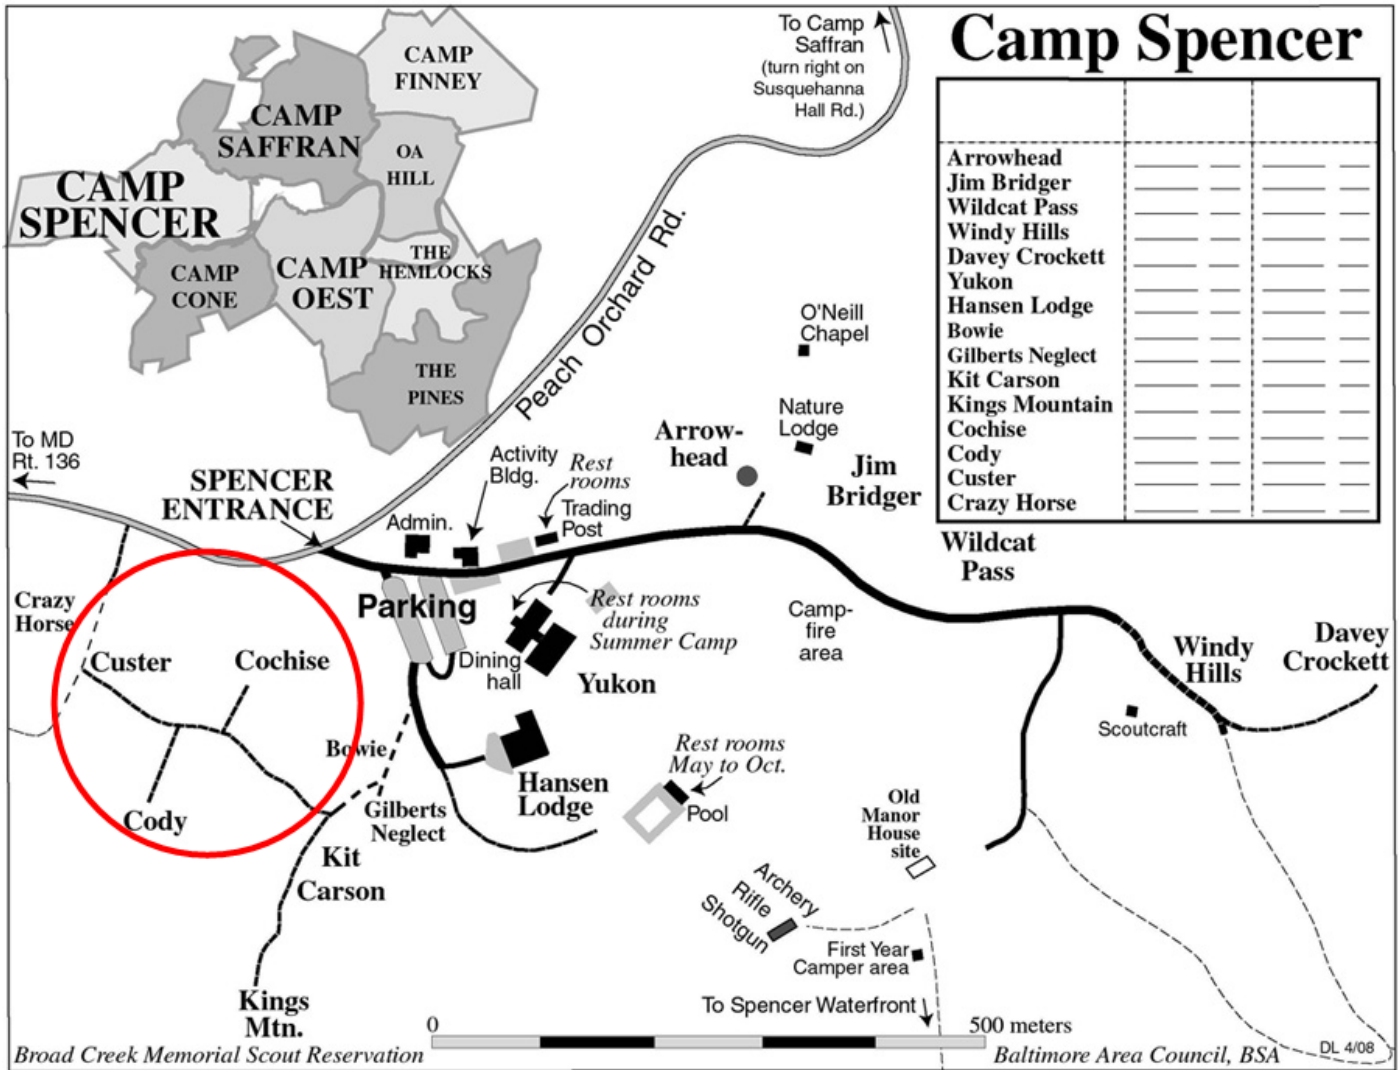 Camp Spencer
To Camp
Saffran
(turn right on
Susquehanna
Hall Rd.)
CAMP
FINNEY
CAMP
SAFFRAN
OA
HILL
CAMP
SPENCER
THE
HEMLOCKS
CAMP
CONE
CAMP
OEST
THE
PINES
Arrowhead
Jim Bridger
Wildcat Pass
Windy Hills
Davey Crockett
Yukon
Hansen Lodge
Bowie
Gilberts Neglect
Kit Carson
Kings Mountain
Cochise
Cody
Custer
Crazy Horse
Peach Orchard Rd.
O'Neill
Chapel
Nature
Lodge
To MD
Rt. 136
SPENCER
ENTRANCE
Activity
Bldg.
Rest
rooms
Trading
Post
Admin.
Arrow-
head
Jim
Bridger
Wildcat
Pass
Crazy
Horse
Custer
Cochise
Cody
Parking
Rest rooms
during
Summer Camp
Dining
hall
Yukon
Camp-
fire
area
Windy
Hills
Davey
Crockett
Scoutcraft
Bowie
Gilberts
Neglect
Hansen
Lodge
Rest rooms
May to Oct.
Pool
Old
Manor
House
site
Kit
Carson
Archery
Rifle
Shotgun
First Year
Camper area
Kings
Mtn.
To Spencer Waterfront
0
500 meters
Broad Creek Memorial Scout Reservation
Baltimore Area Council, BSA
DL 4/08